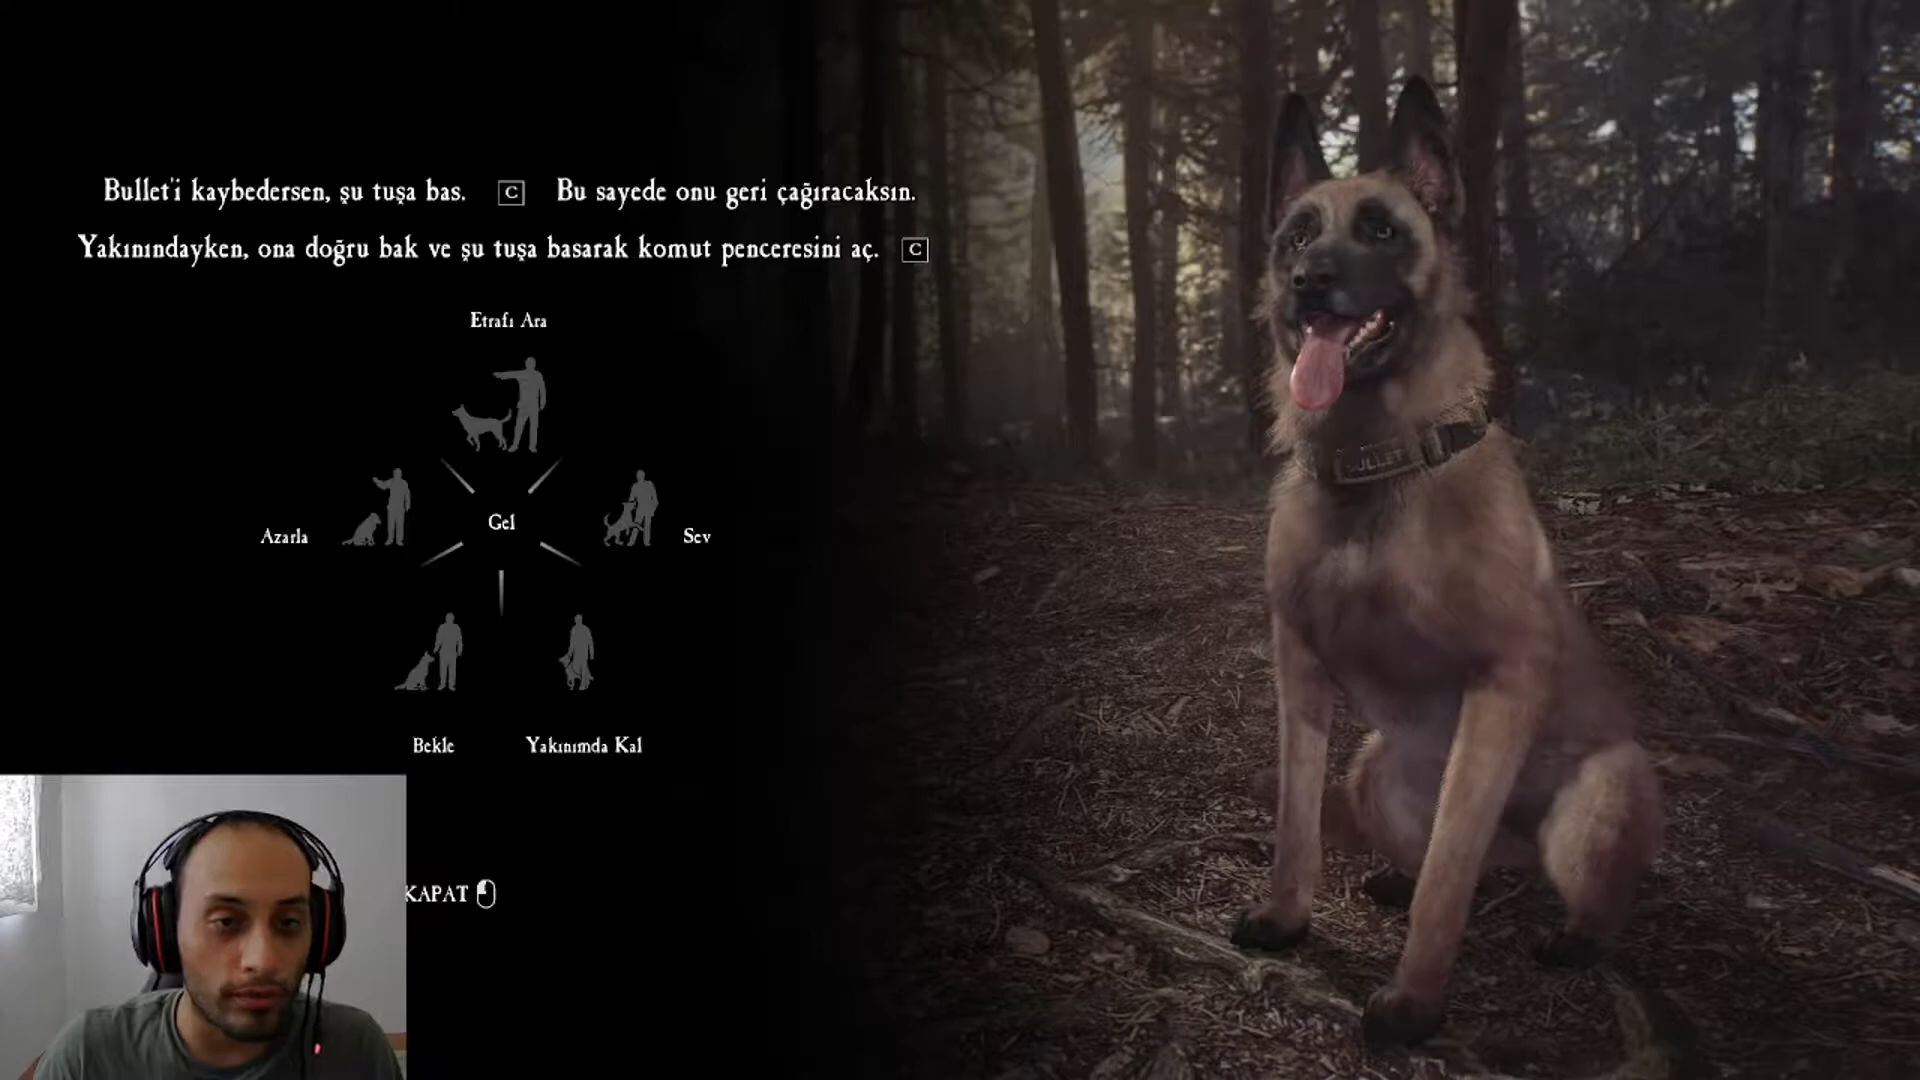 Bullet'i kaybedersen, şu tuşa bas. C Bu sayede onu geri çağıracaksın.
Yakınındayken, ona doğru bak ve şu tuşa basarak komut penceresini aç. C
Etrafı Ara
Gel
Azarla
Sev
Bekle
Yakınımda Kal
KAPAT
BULLET